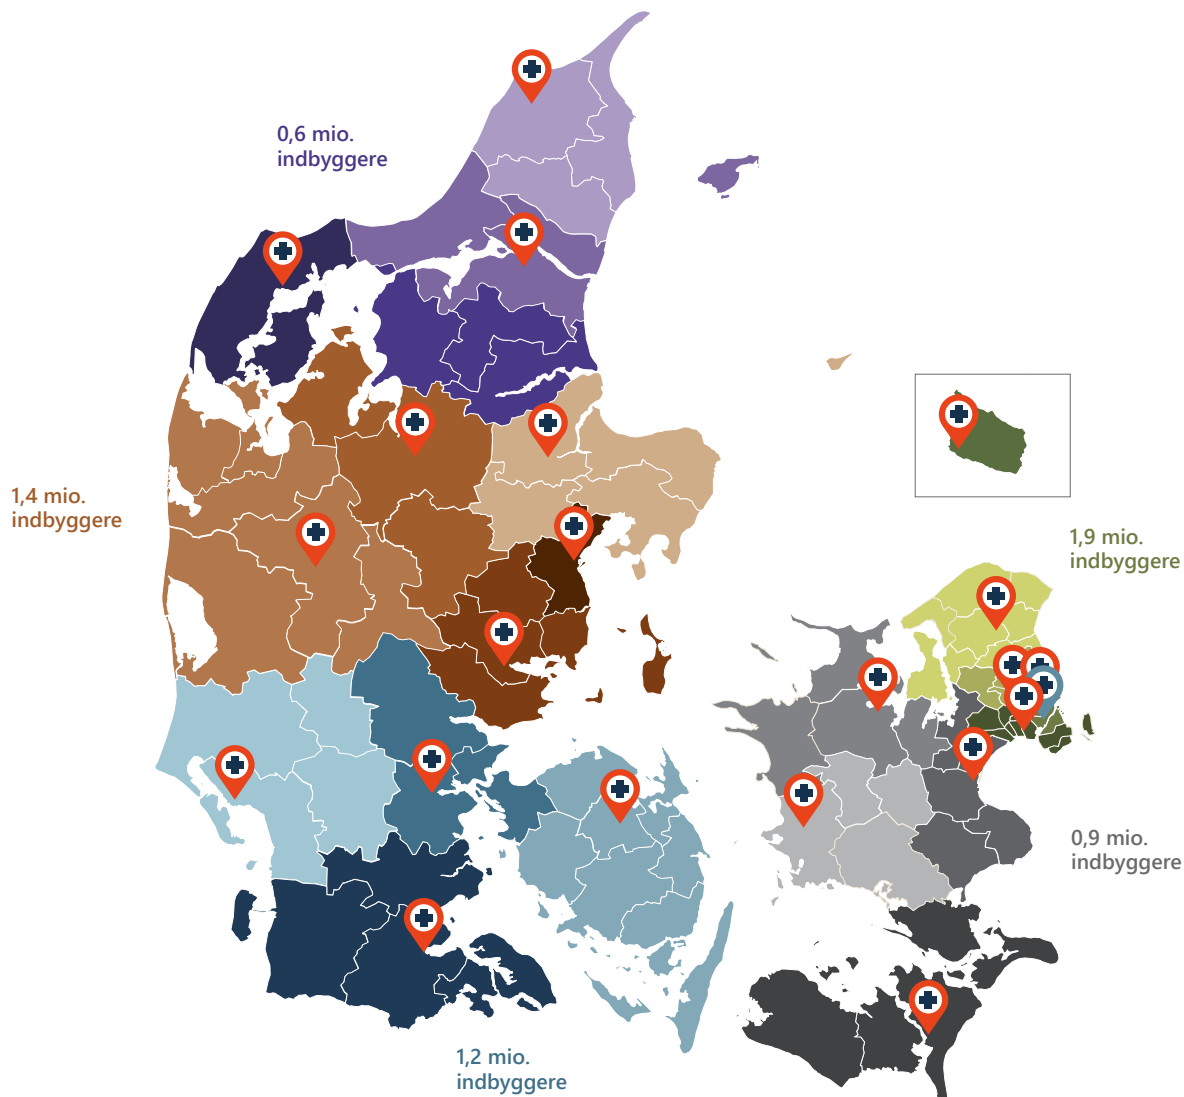 0,6 mio.
indbyggere
1,4 mio.
indbyggere
1,9 mio.
indbyggere
0,9 mio.
indbyggere
1,2 mio.
indbyggere